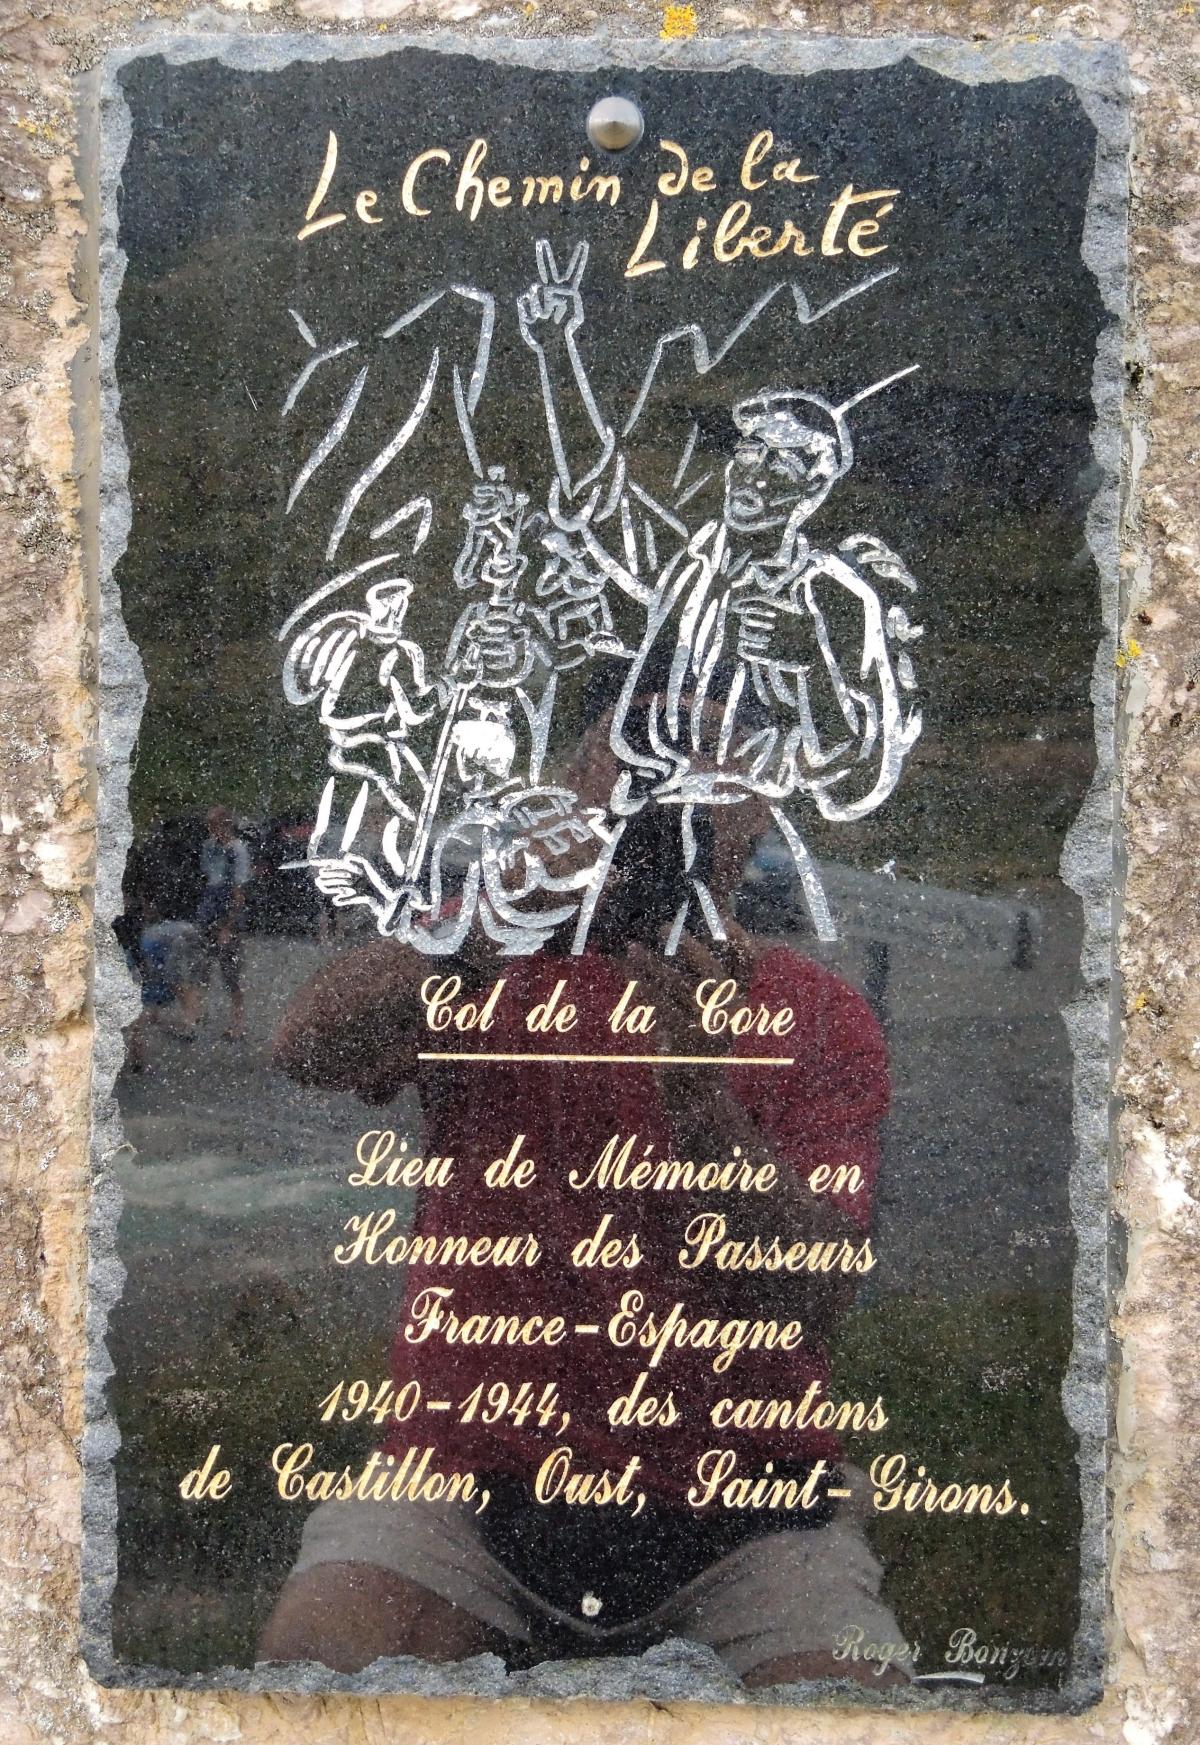 Le Chemin de la
Liberté
Col de la Core
Lieu de Mémoire en
Honneur des Passeurs
France-Espagne
1940-1944, des cantons
de Castillon, Oust, Saint-Girons.
Roger Bonzom